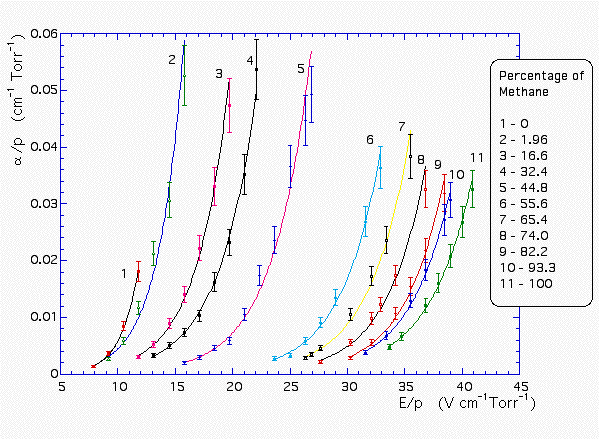 0.06
0.05
0.04
0.03
0.02
0.01
0
α/p (cm⁻¹ Torr⁻¹)
1
2
3
4
5
6
7
8
9
10
11
Percentage of
Methane
1 - 0
2 - 1.96
3 - 16.6
4 - 32.4
5 - 44.8
6 - 55.6
7 - 65.4
8 - 74.0
9 - 82.2
10 - 93.3
11 - 100
5 10 15 20 25 30 35 40 45
E/p (V cm⁻¹Torr⁻¹)